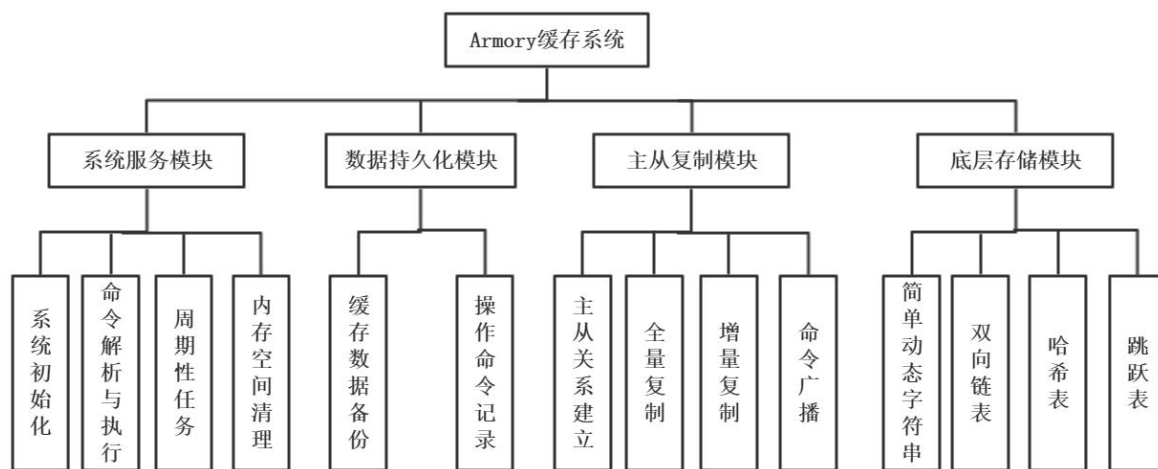 Armory缓存系统
系统服务模块
数据持久化模块
主从复制模块
底层存储模块
系统初始化
命令解析与执行
周期性任务
内存空间清理
缓存数据备份
操作命令记录
主从关系建立
全量复制
增量复制
命令广播
简单动态字符串
双向链表
哈希表
跳跃表